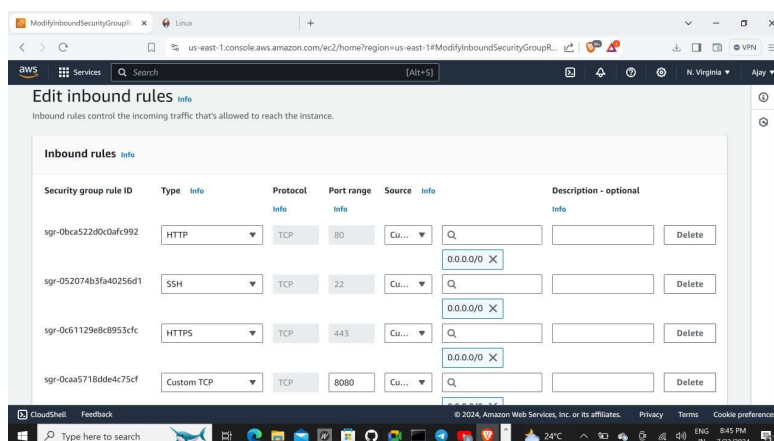 ModifyInboundSecurityGroupRu
Linux
us-east-1.console.aws.amazon.com/ec2/home?region=us-east-1#ModifyInboundSecurityGroupR...
VPN
aws
Services
Search
[Alt+S]
N. Virginia
Ajay
Edit inbound rules Info
Inbound rules control the incoming traffic that's allowed to reach the instance.
Inbound rules Info
Security group rule ID Type Info Protocol Port range Source Info Description - optional
Info Info Info
sgr-0bca522d0c0afc992 HTTP TCP 80 Cu... Delete
0.0.0.0/0
sgr-052074b3fa40256d1 SSH TCP 22 Cu... Delete
0.0.0.0/0
sgr-0c61129e8c8953cfc HTTPS TCP 443 Cu... Delete
0.0.0.0/0
sgr-0caa5718dde4c75cf Custom TCP TCP 8080 Cu... Delete
CloudShell Feedback © 2024, Amazon Web Services, Inc. or its affiliates. Privacy Terms Cookie preferences
Type here to search 24°C ENG 8:45 PM
IN